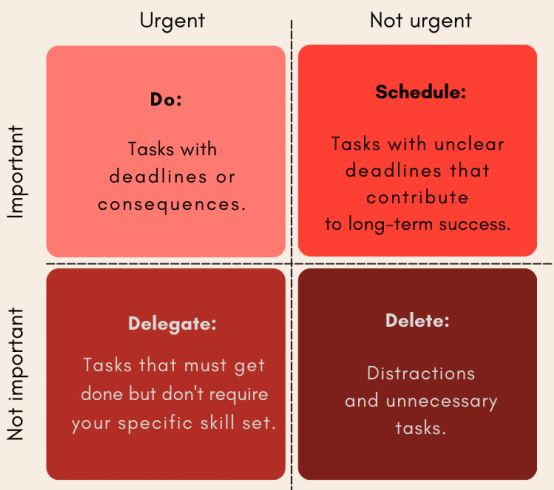 Urgent
Not urgent
Important
Do:
Tasks with
deadlines or
consequences.
Schedule:
Tasks with unclear
deadlines that
contribute
to long-term success.
Not important
Delegate:
Tasks that must get
done but don't require
your specific skill set.
Delete:
Distractions
and unnecessary
tasks.